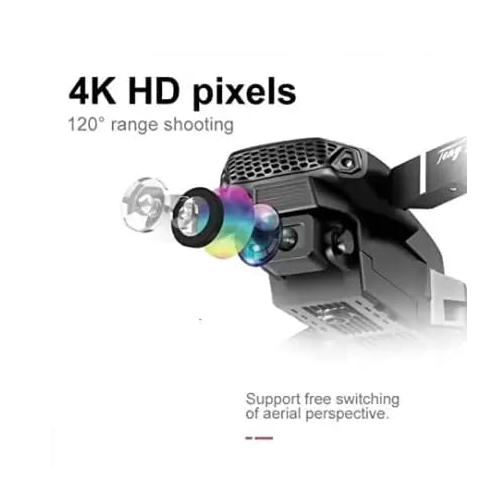 4K HD pixels
120° range shooting
Support free switching
of aerial perspective.